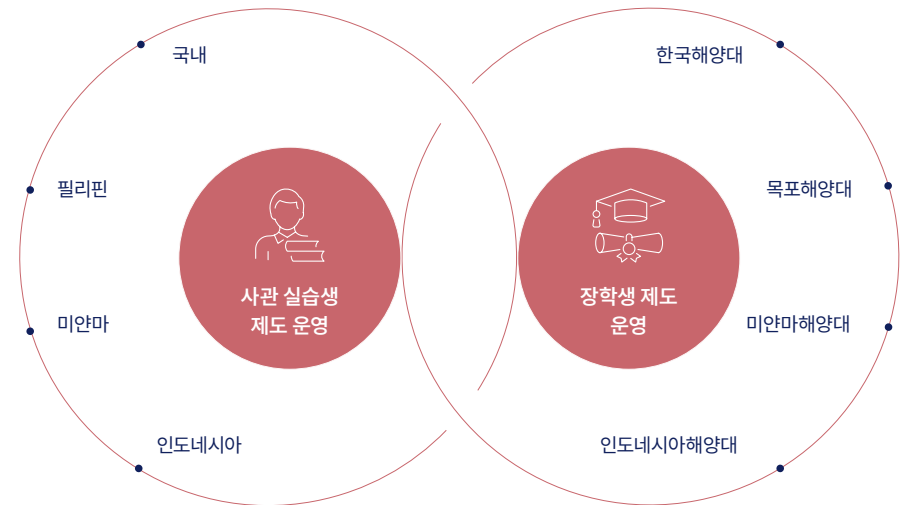 국내
필리핀
미얀마
인도네시아
사관 실습생
제도 운영
한국해양대
목포해양대
미얀마해양대
인도네시아해양대
장학생 제도
운영